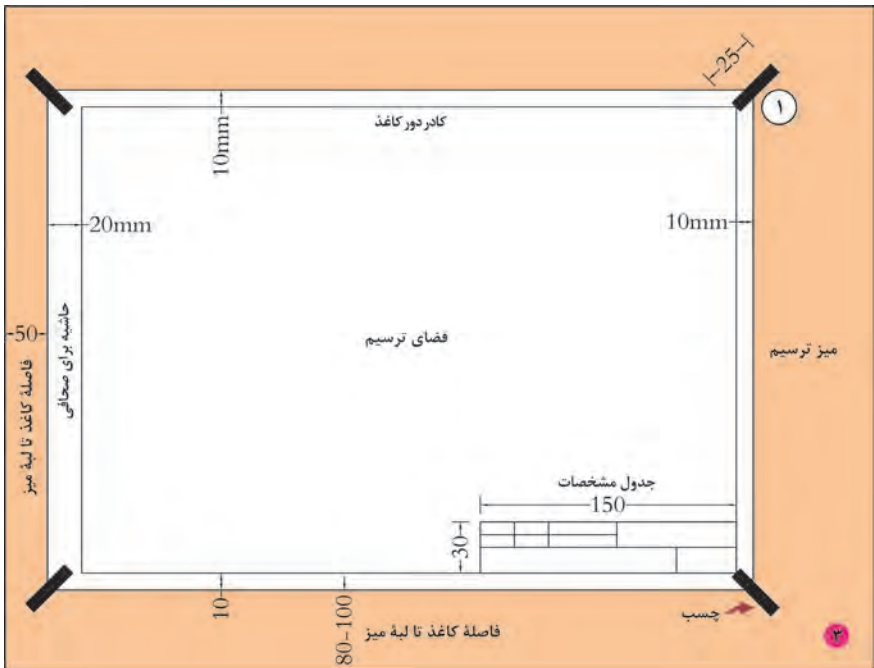 25
۱
کادر دور کاغذ
10mm
20mm
10mm
حاشیه برای صحافی
فضای ترسیم
50
فاصلهٔ کاغذ تا لبهٔ میز
میز ترسیم
جدول مشخصات
150
30
10
80-100
فاصلهٔ کاغذ تا لبهٔ میز
چسب
۳